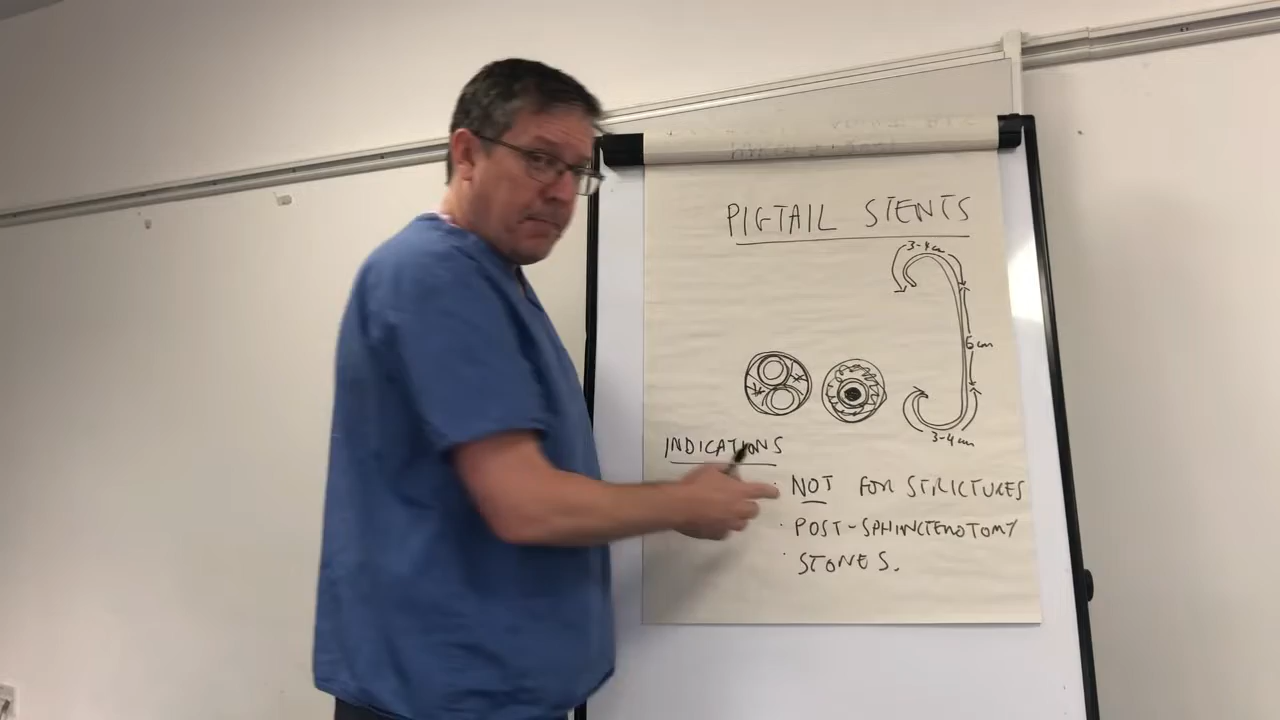 PIGTAIL STENTS
3-4cm
6cm
3-4cm
INDICATIONS
· NOT FOR STRICTURES
· POST-SPHINCTEROTOMY
· STONES.